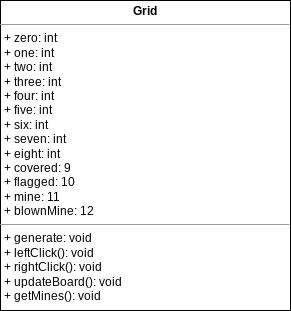 Grid
+ zero: int
+ one: int
+ two: int
+ three: int
+ four: int
+ five: int
+ six: int
+ seven: int
+ eight: int
+ covered: 9
+ flagged: 10
+ mine: 11
+ blownMine: 12
+ generate: void
+ leftClick(): void
+ rightClick(): void
+ updateBoard(): void
+ getMines(): void